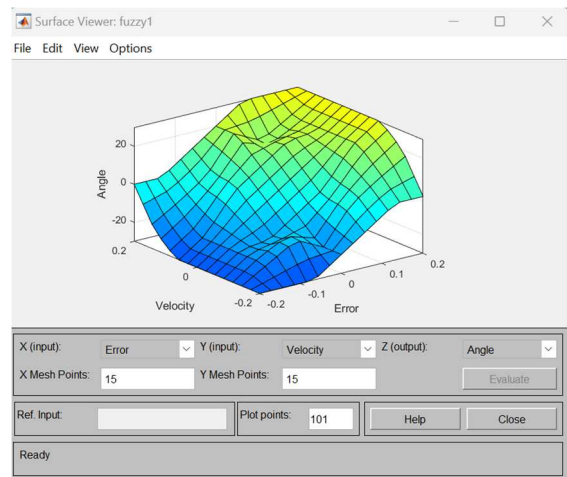 Surface Viewer: fuzzy1
File Edit View Options
20
0
-20
Angle
0.2
0
-0.2
Velocity
-0.2
-0.1
0
0.1
0.2
Error
X (input): Error Y (input): Velocity Z (output): Angle
X Mesh Points: 15 Y Mesh Points: 15 Evaluate
Ref. Input: Plot points: 101 Help Close
Ready